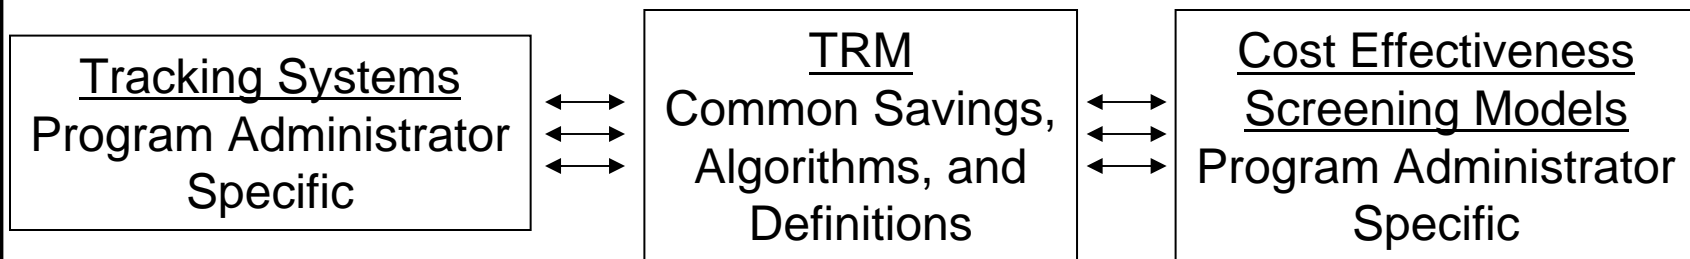 Tracking Systems
Program Administrator
Specific
TRM
Common Savings,
Algorithms, and
Definitions
Cost Effectiveness
Screening Models
Program Administrator
Specific